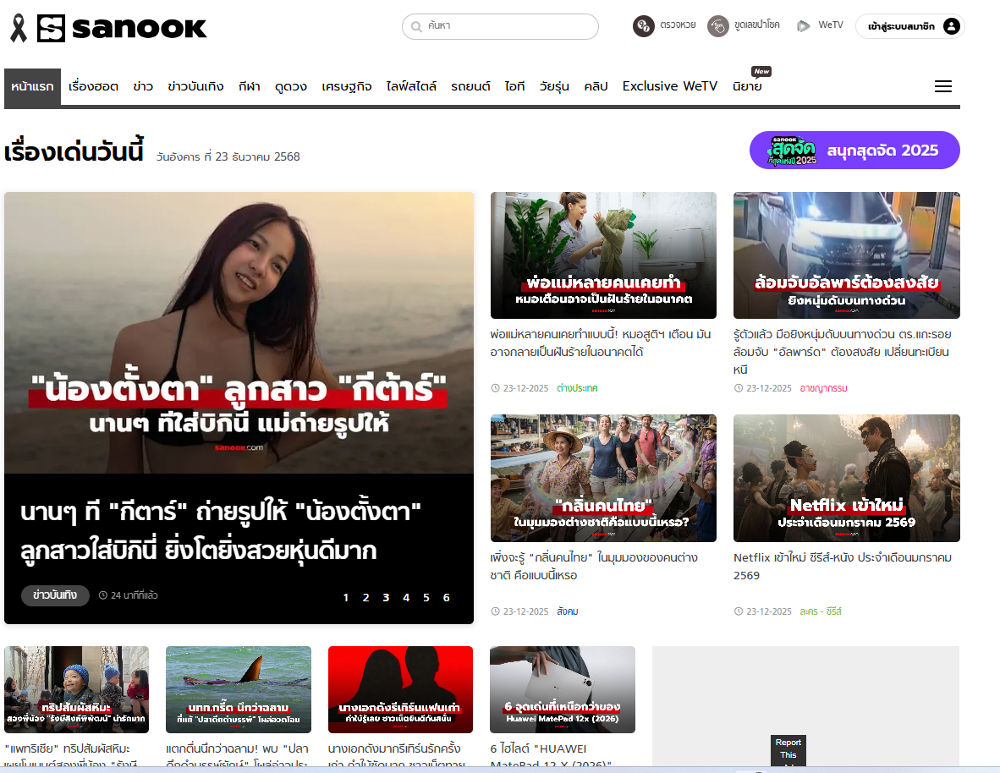 sanook
ค้นหา
ตรวจหวย
ขูดเลขนำโชค
WeTV
เข้าสู่ระบบสมาชิก
New
หน้าแรก เรื่องฮอต ข่าว ข่าวบันเทิง กีฬา ดูดวง เศรษฐกิจ ไลฟ์สไตล์ รถยนต์ ไอที วัยรุ่น คลิป Exclusive WeTV นิยาย
เรื่องเด่นวันนี้ วันอังคาร ที่ 23 ธันวาคม 2568
sanook
สุดจัด
ที่สุดแห่งปี 2025
สนุกสุดจัด 2025
"น้องตั้งตา" ลูกสาว "กีต้าร์"
นานๆ ทีใส่บิกินี แม่ถ่ายรูปให้
sanook.com
นานๆ ที "กีตาร์" ถ่ายรูปให้ "น้องตั้งตา"
ลูกสาวใส่บิกินี่ ยิ่งโตยิ่งสวยหุ่นดีมาก
ข่าวบันเทิง 24 นาทีที่แล้ว
1 2 3 4 5 6
พ่อแม่หลายคนเคยทำ
หมอเตือนอาจเป็นฝันร้ายในอนาคต
sanook.com
พ่อแม่หลายคนเคยทำแบบนี้! หมอสูติฯ เตือน มัน
อาจกลายเป็นฝันร้ายในอนาคตได้
23-12-2025 ต่างประเทศ
ล้อมจับอัลพาร์ดต้องสงสัย
ยิงหนุ่มดับบนทางด่วน
sanook.com
รู้ตัวแล้ว มือยิงหนุ่มดับบนทางด่วน ตร.แกะรอย
ล้อมจับ "อัลพาร์ด" ต้องสงสัย เปลี่ยนทะเบียน
หนี
23-12-2025 อาชญากรรม
"กลิ่นคนไทย"
ในมุมมองต่างชาติคือแบบนี้เหรอ?
sanook.com
เพิ่งจะรู้ "กลิ่นคนไทย" ในมุมมองของคนต่าง
ชาติ คือแบบนี้เหรอ
23-12-2025 สังคม
Netflix เข้าใหม่
ประจำเดือนมกราคม 2569
sanook.com
Netflix เข้าใหม่ ซีรีส์-หนัง ประจำเดือนมกราคม
2569
23-12-2025 ละคร - ซีรีส์
ทริปสัมผัสหิมะ
สองพี่น้อง "รังษีสิงห์พิพัฒน์" น่ารักมาก
"แพทริเซีย" ทริปสัมผัสหิมะ
เผยโมเมนต์สองพี่น้อง "รังษี
นทท.กรี๊ด นึกว่าฉลาม
ที่แท้ "ปลาตีกดำบรรพ์" โผล่อวดโฉม
แตกตื่นนึกว่าฉลาม! พบ "ปลา
นางเอกดังรีเทิร์นแฟนเก่า
คำใบ้รู้เลย ชาวเน็ตยินดีกันสนั่น
นางเอกดังมารีเทิร์นรักครั้ง
เก่า คำใบ้ชัดมาก ชาวเน็ตทาย
6 จุดเด่นที่เหนือกว่าของ
Huawei MatePad 12x (2026)
6 ไฮไลต์ "HUAWEI
MatePad 12 X (2026)"
Report
This
Ad